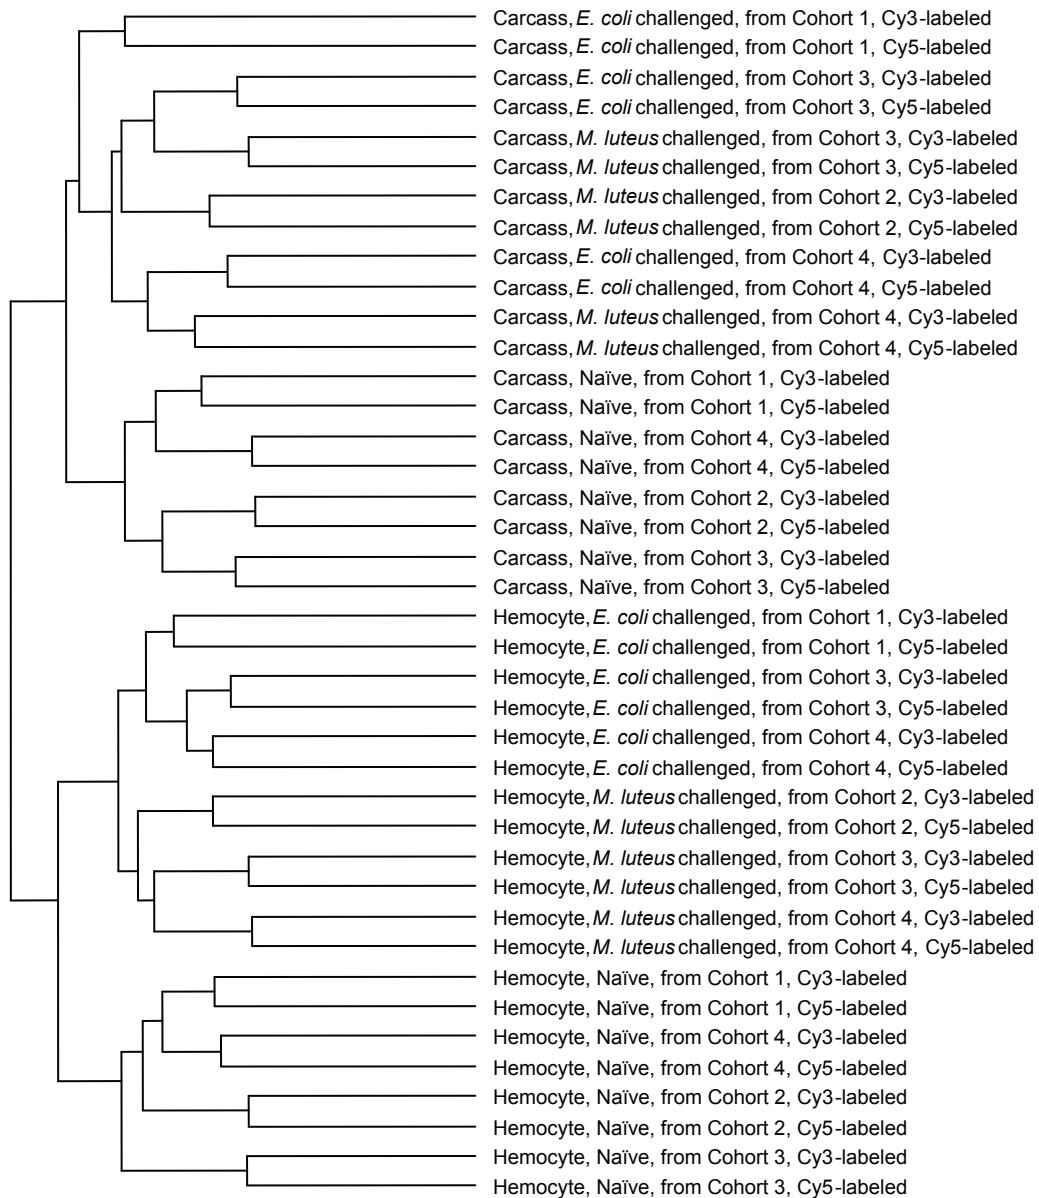 Carcass, E. coli challenged, from Cohort 1, Cy3-labeled
Carcass, E. coli challenged, from Cohort 1, Cy5-labeled
Carcass, E. coli challenged, from Cohort 3, Cy3-labeled
Carcass, E. coli challenged, from Cohort 3, Cy5-labeled
Carcass, M. luteus challenged, from Cohort 3, Cy3-labeled
Carcass, M. luteus challenged, from Cohort 3, Cy5-labeled
Carcass, M. luteus challenged, from Cohort 2, Cy3-labeled
Carcass, M. luteus challenged, from Cohort 2, Cy5-labeled
Carcass, E. coli challenged, from Cohort 4, Cy3-labeled
Carcass, E. coli challenged, from Cohort 4, Cy5-labeled
Carcass, M. luteus challenged, from Cohort 4, Cy3-labeled
Carcass, M. luteus challenged, from Cohort 4, Cy5-labeled
Carcass, Naïve, from Cohort 1, Cy3-labeled
Carcass, Naïve, from Cohort 1, Cy5-labeled
Carcass, Naïve, from Cohort 4, Cy3-labeled
Carcass, Naïve, from Cohort 4, Cy5-labeled
Carcass, Naïve, from Cohort 2, Cy3-labeled
Carcass, Naïve, from Cohort 2, Cy5-labeled
Carcass, Naïve, from Cohort 3, Cy3-labeled
Carcass, Naïve, from Cohort 3, Cy5-labeled
Hemocyte, E. coli challenged, from Cohort 1, Cy3-labeled
Hemocyte, E. coli challenged, from Cohort 1, Cy5-labeled
Hemocyte, E. coli challenged, from Cohort 3, Cy3-labeled
Hemocyte, E. coli challenged, from Cohort 3, Cy5-labeled
Hemocyte, E. coli challenged, from Cohort 4, Cy3-labeled
Hemocyte, E. coli challenged, from Cohort 4, Cy5-labeled
Hemocyte, M. luteus challenged, from Cohort 2, Cy3-labeled
Hemocyte, M. luteus challenged, from Cohort 2, Cy5-labeled
Hemocyte, M. luteus challenged, from Cohort 3, Cy3-labeled
Hemocyte, M. luteus challenged, from Cohort 3, Cy5-labeled
Hemocyte, M. luteus challenged, from Cohort 4, Cy3-labeled
Hemocyte, M. luteus challenged, from Cohort 4, Cy5-labeled
Hemocyte, Naïve, from Cohort 1, Cy3-labeled
Hemocyte, Naïve, from Cohort 1, Cy5-labeled
Hemocyte, Naïve, from Cohort 4, Cy3-labeled
Hemocyte, Naïve, from Cohort 4, Cy5-labeled
Hemocyte, Naïve, from Cohort 2, Cy3-labeled
Hemocyte, Naïve, from Cohort 2, Cy5-labeled
Hemocyte, Naïve, from Cohort 3, Cy3-labeled
Hemocyte, Naïve, from Cohort 3, Cy5-labeled